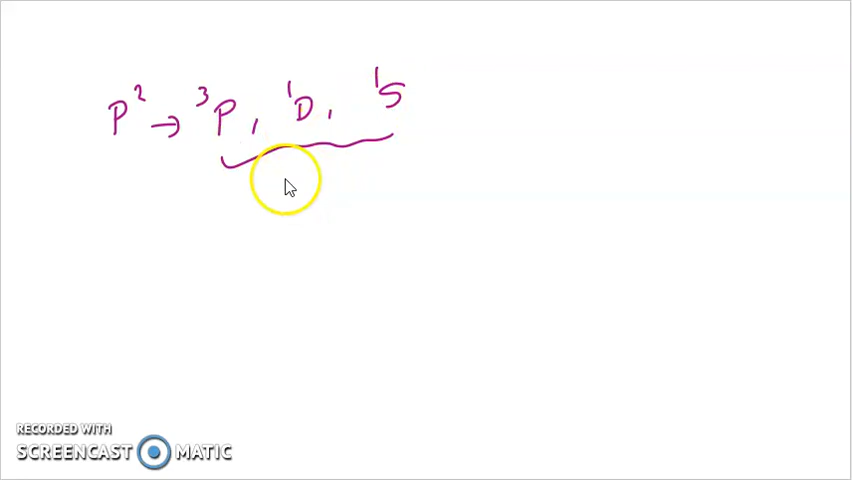 P² → ³P, ¹D, ¹S
RECORDED WITH
SCREENCAST MATIC